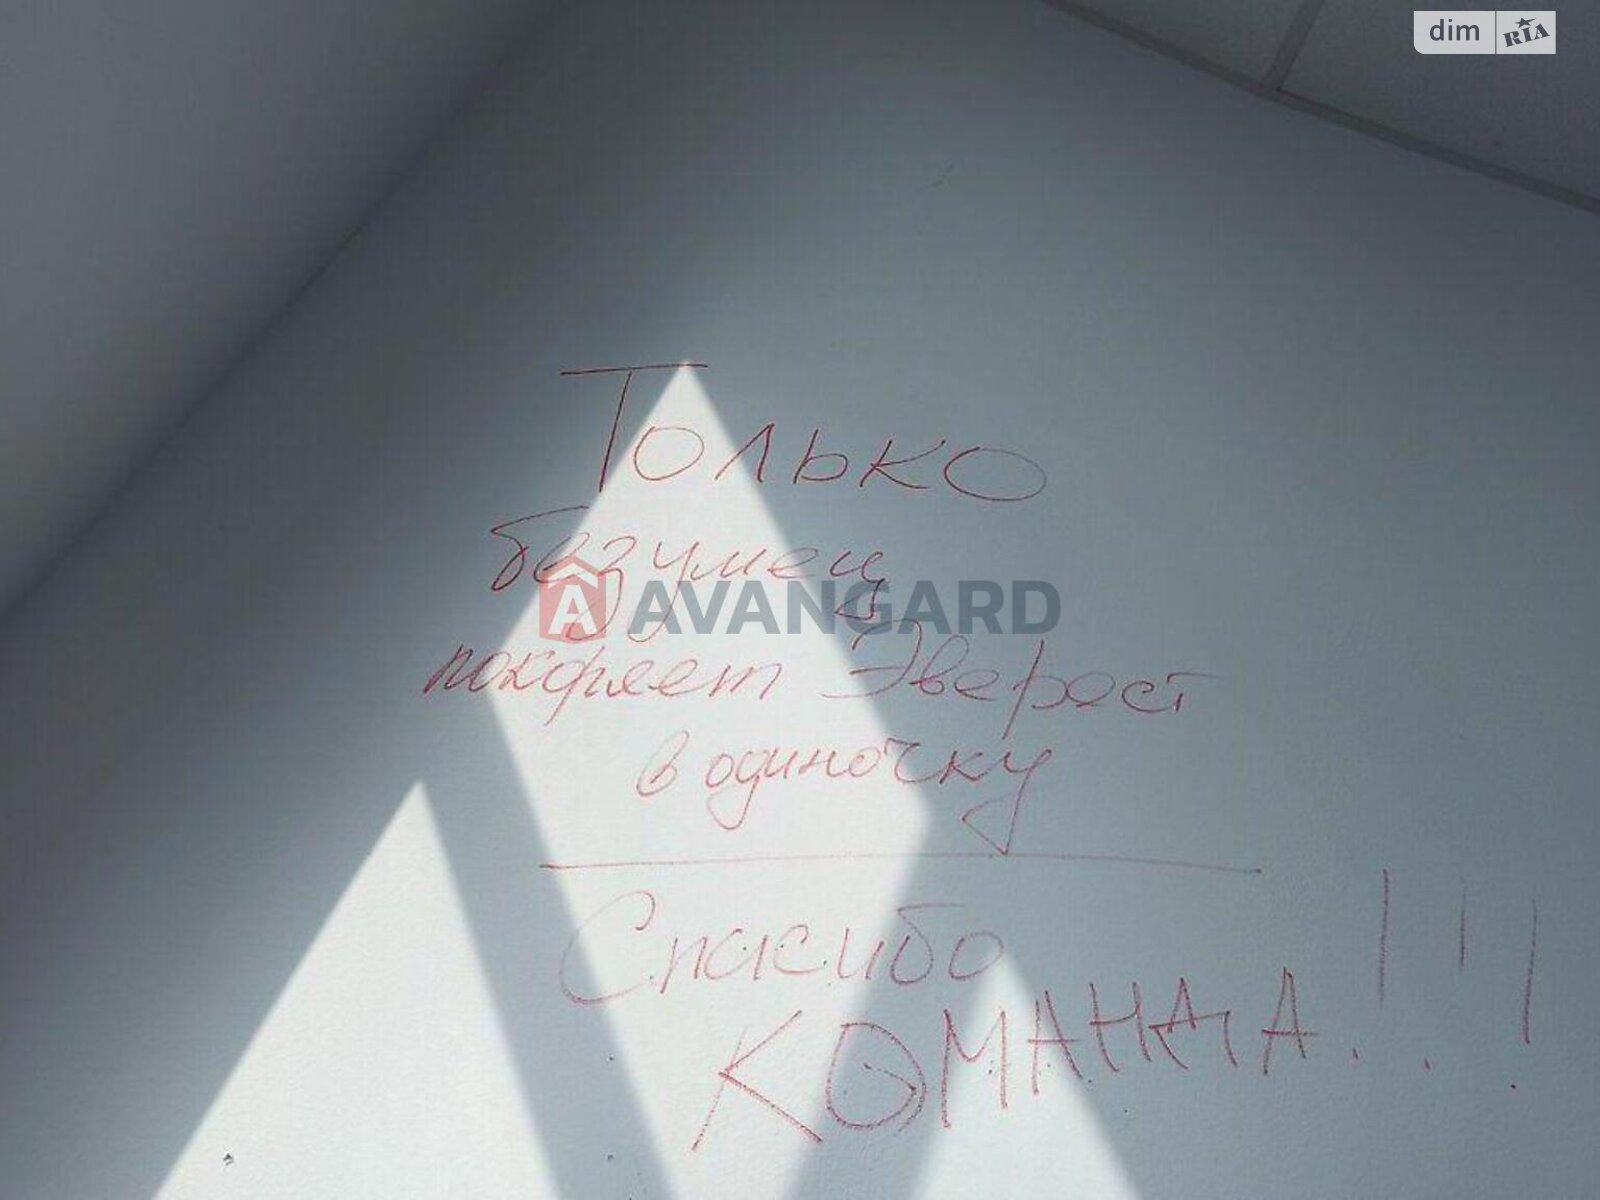 dim RIA
Только
безумец
AVANGARD
покоряет Эверест
в одиночку
Спасибо
КОМАНДА!!!